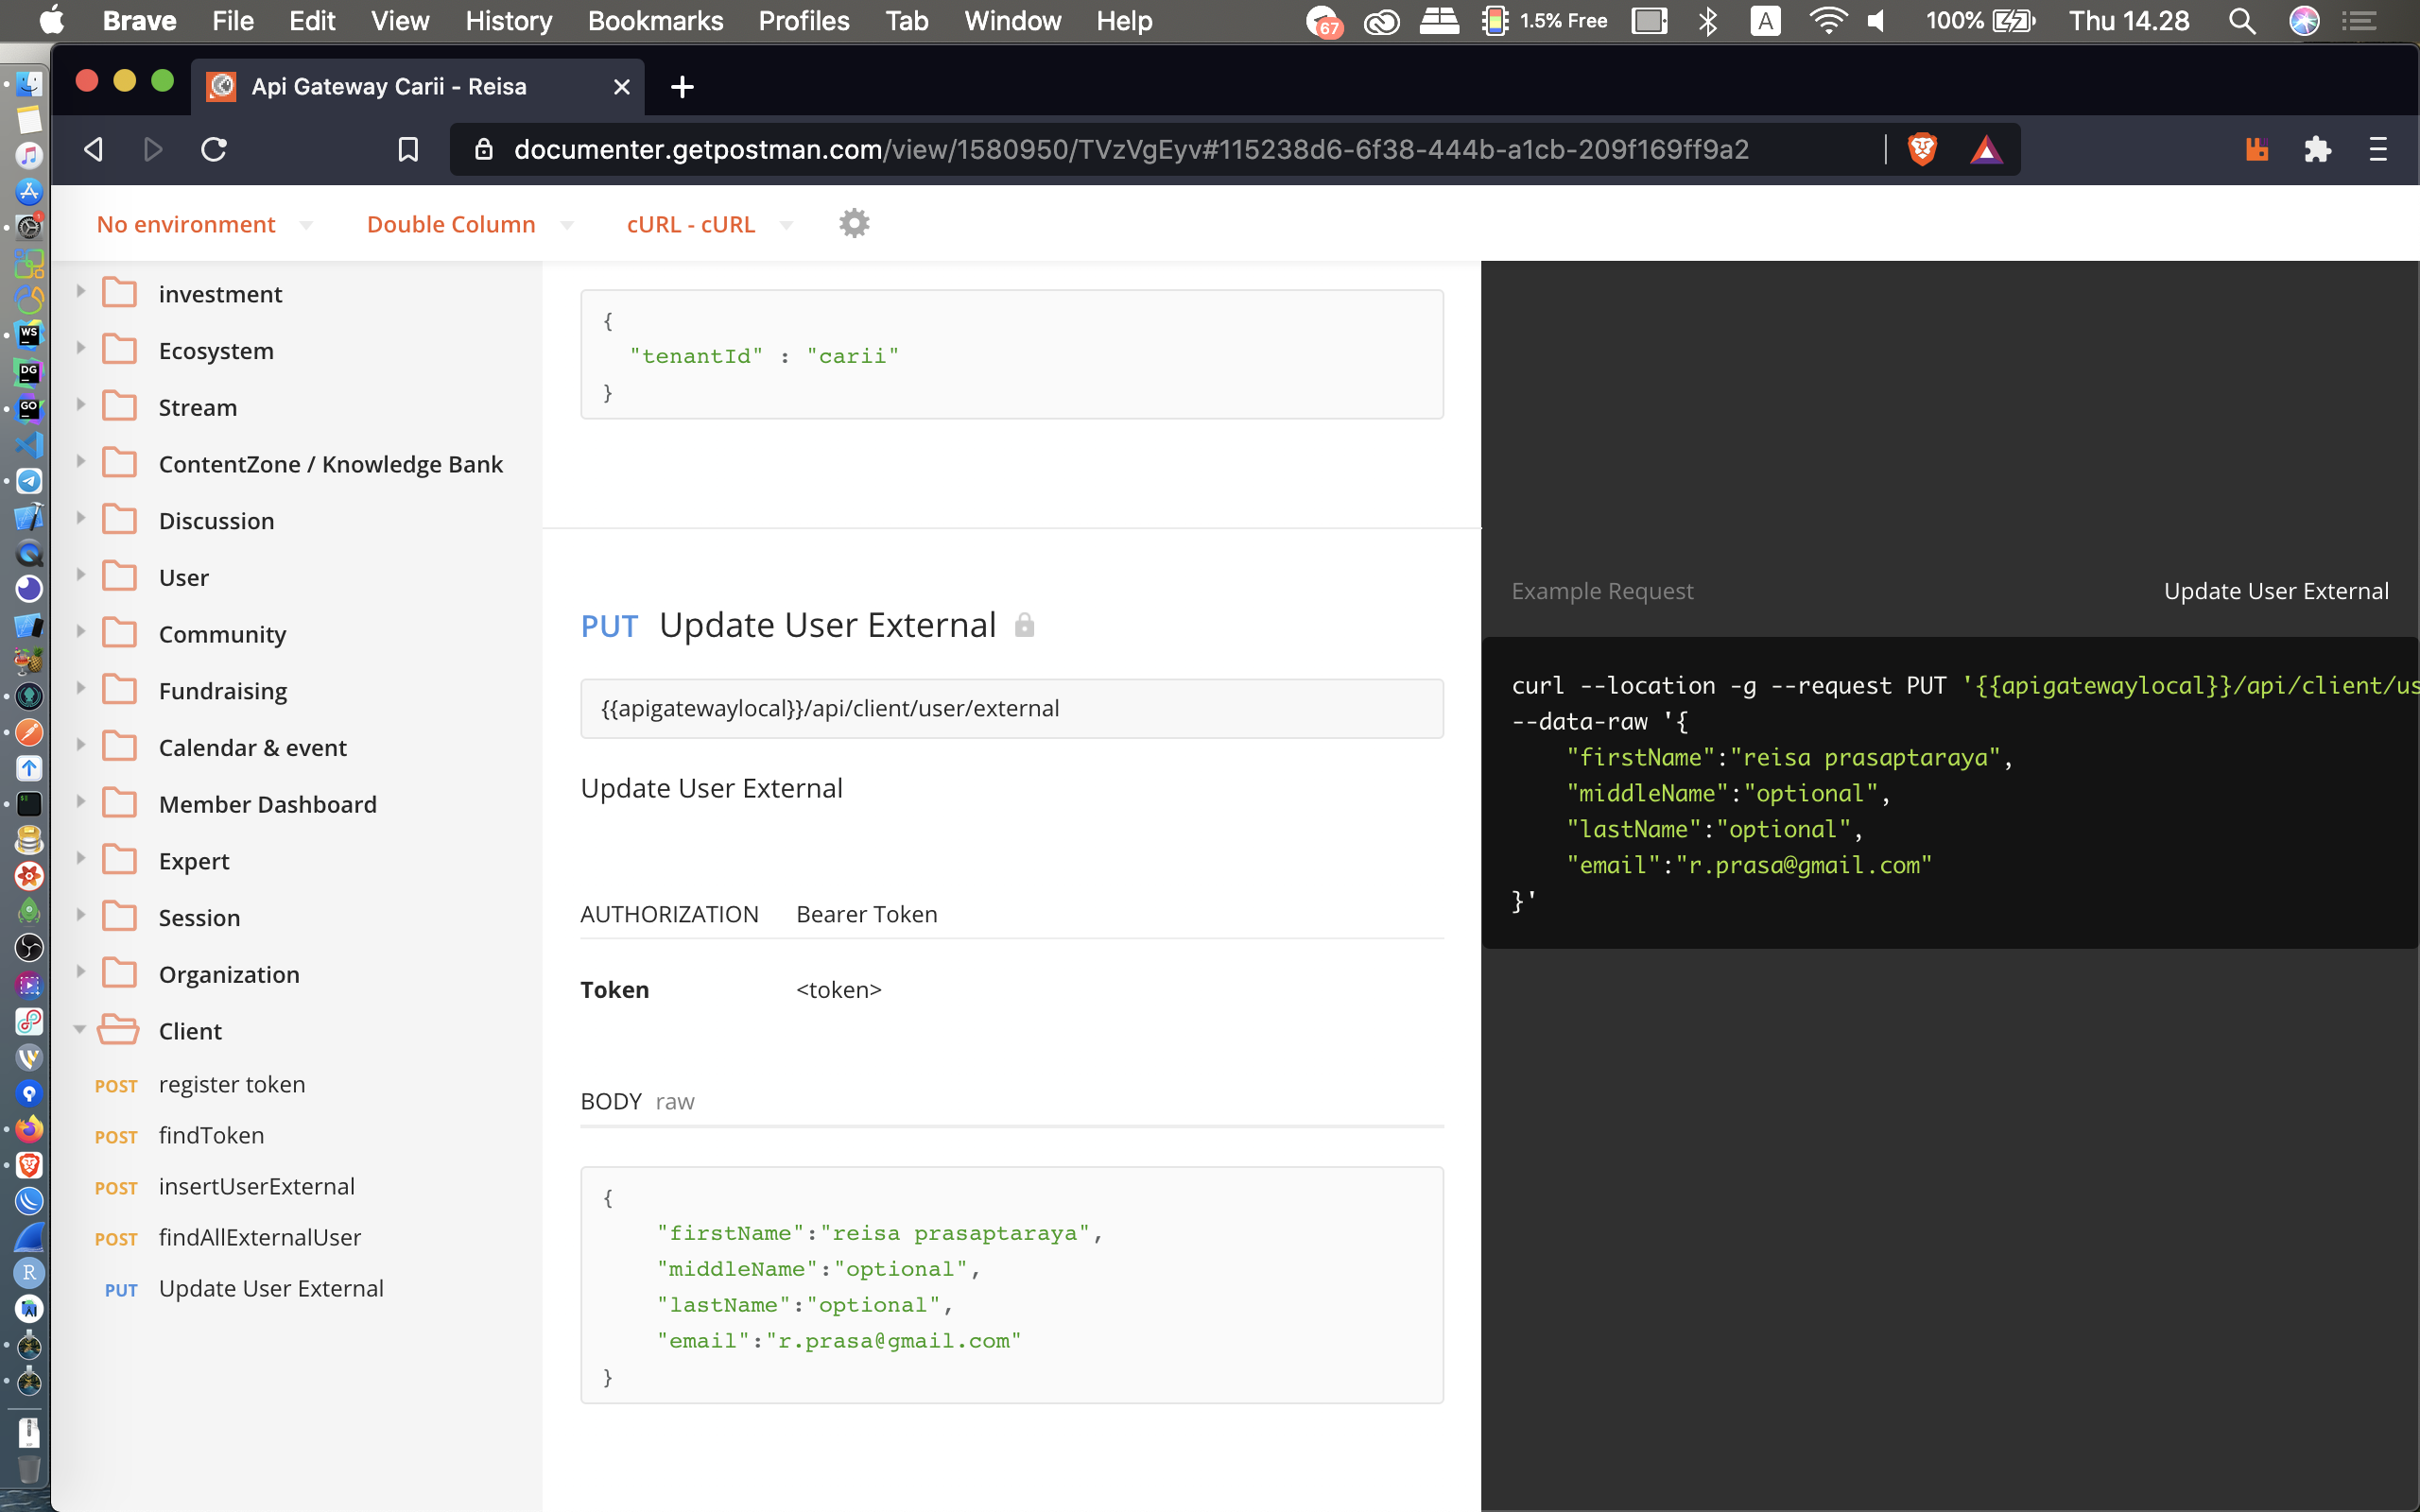 Brave File Edit View History Bookmarks Profiles Tab Window Help 67 1.5% Free A 100% Thu 14.28
Api Gateway Carii - Reisa
documenter.getpostman.com/view/1580950/TVzVgEyv#115238d6-6f38-444b-a1cb-209f169ff9a2
No environment Double Column cURL - cURL
investment
Ecosystem
Stream
ContentZone / Knowledge Bank
Discussion
User
Community
Fundraising
Calendar & event
Member Dashboard
Expert
Session
Organization
Client
POST register token
POST findToken
POST insertUserExternal
POST findAllExternalUser
PUT Update User External
{
"tenantId" : "carii"
}
PUT Update User External
{{apigatewaylocal}}/api/client/user/external
Update User External
AUTHORIZATION Bearer Token
Token <token>
BODY raw
{
"firstName":"reisa prasaptaraya",
"middleName":"optional",
"lastName":"optional",
"email":"r.prasa@gmail.com"
}
Example Request Update User External
curl --location -g --request PUT '{{apigatewaylocal}}/api/client/us
--data-raw '{
"firstName":"reisa prasaptaraya",
"middleName":"optional",
"lastName":"optional",
"email":"r.prasa@gmail.com"
}'
WS
DG
GO
R